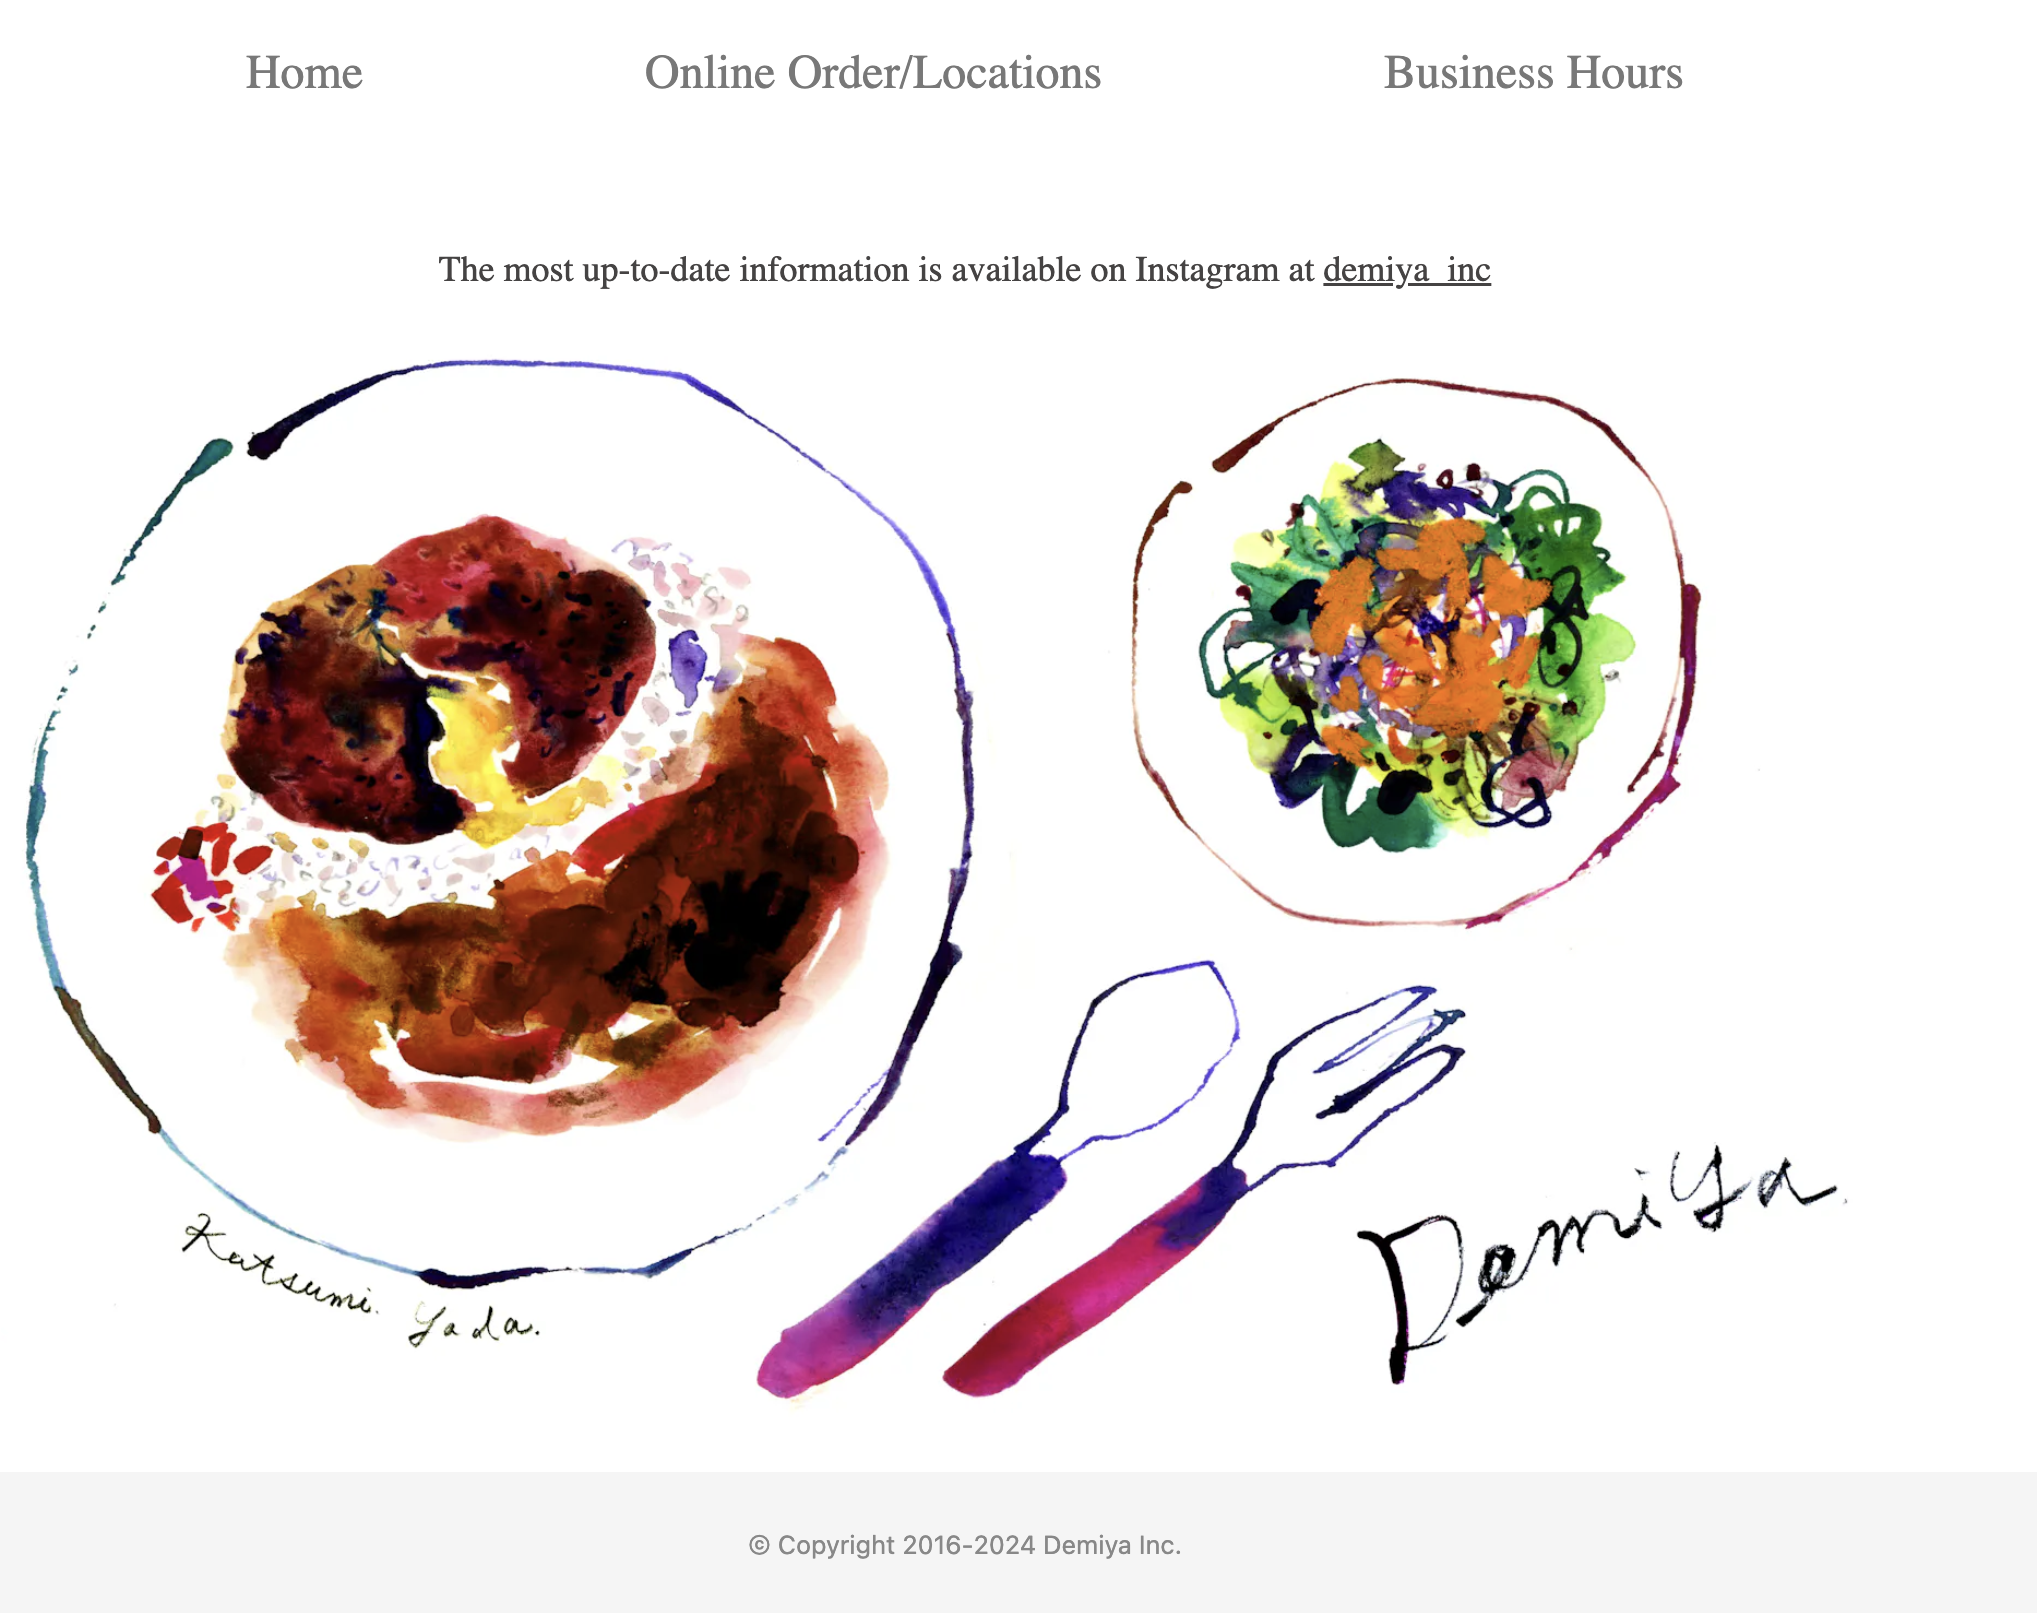 Home Online Order/Locations Business Hours
The most up-to-date information is available on Instagram at demiya_inc
Katsumi. Yada.
DemiYa
© Copyright 2016-2024 Demiya Inc.